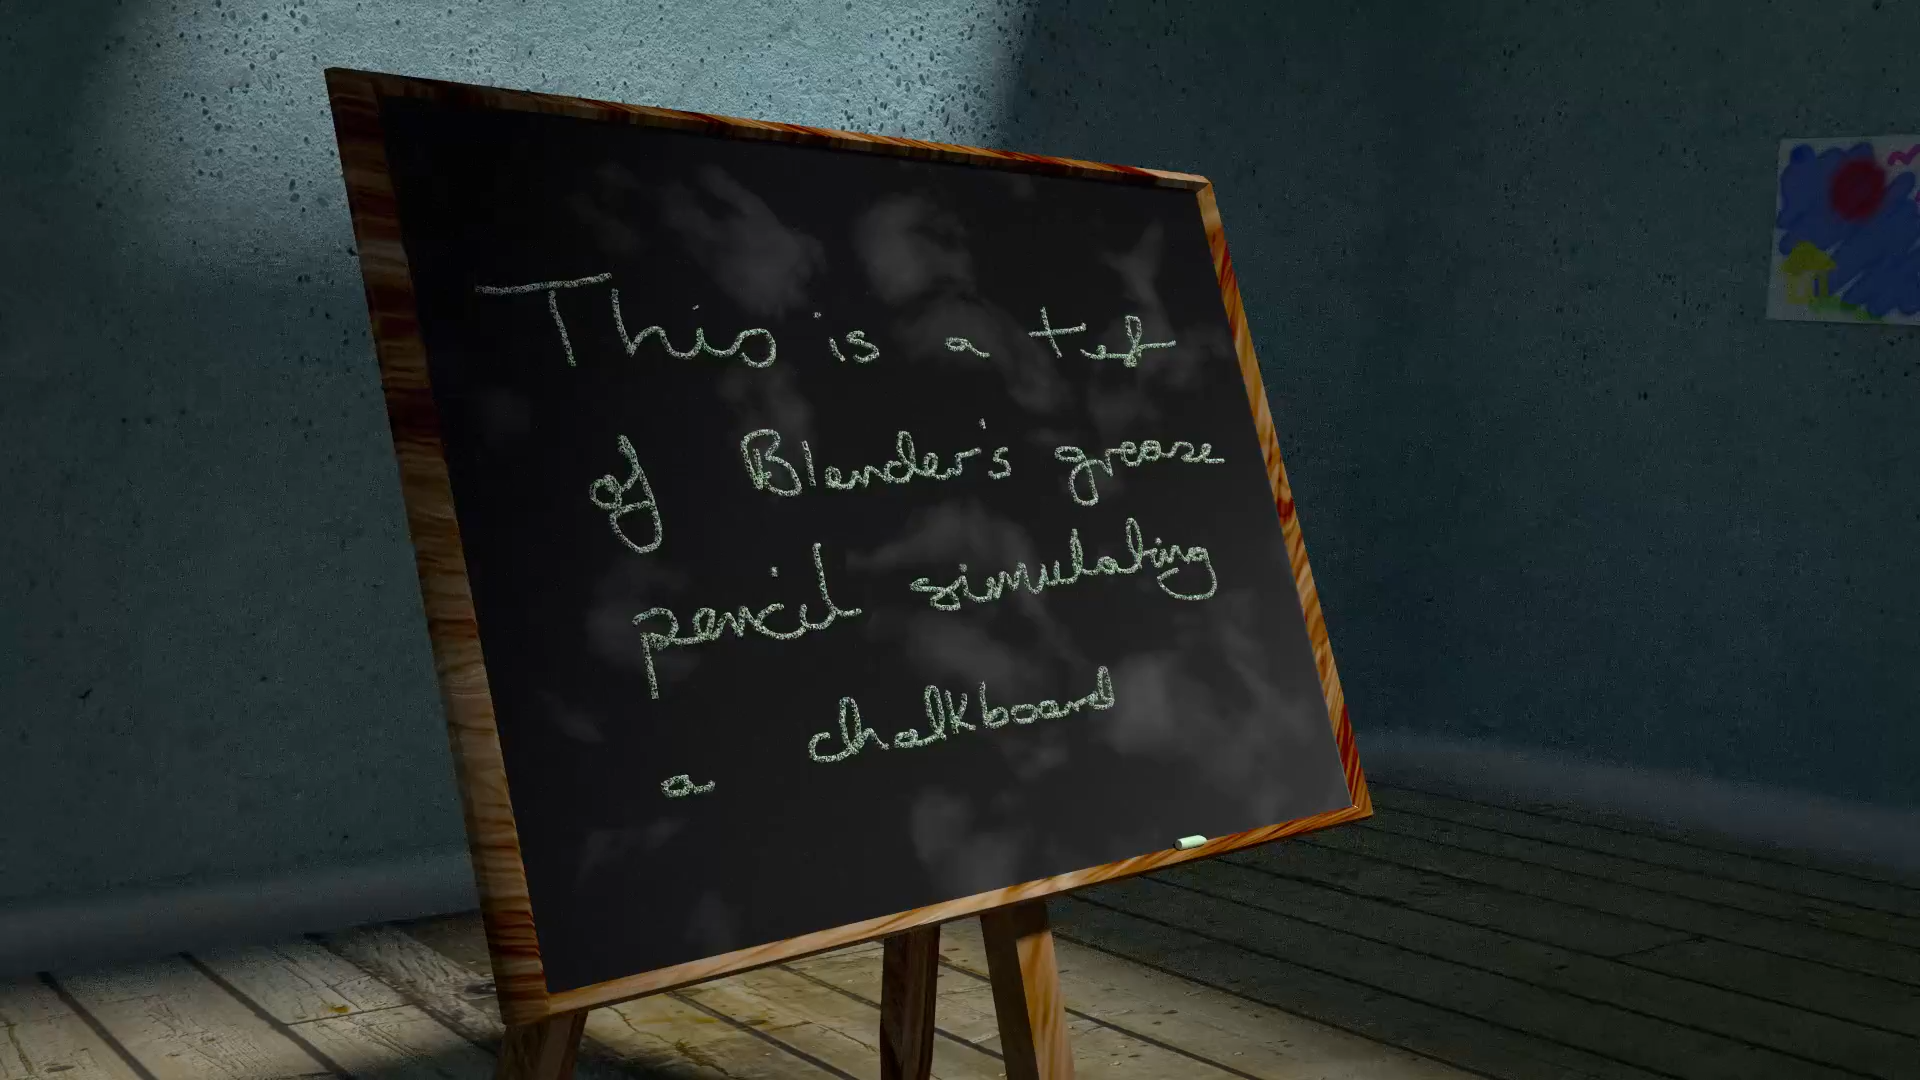 This is a test
of Blender's grease
pencil simulating
a chalkboard